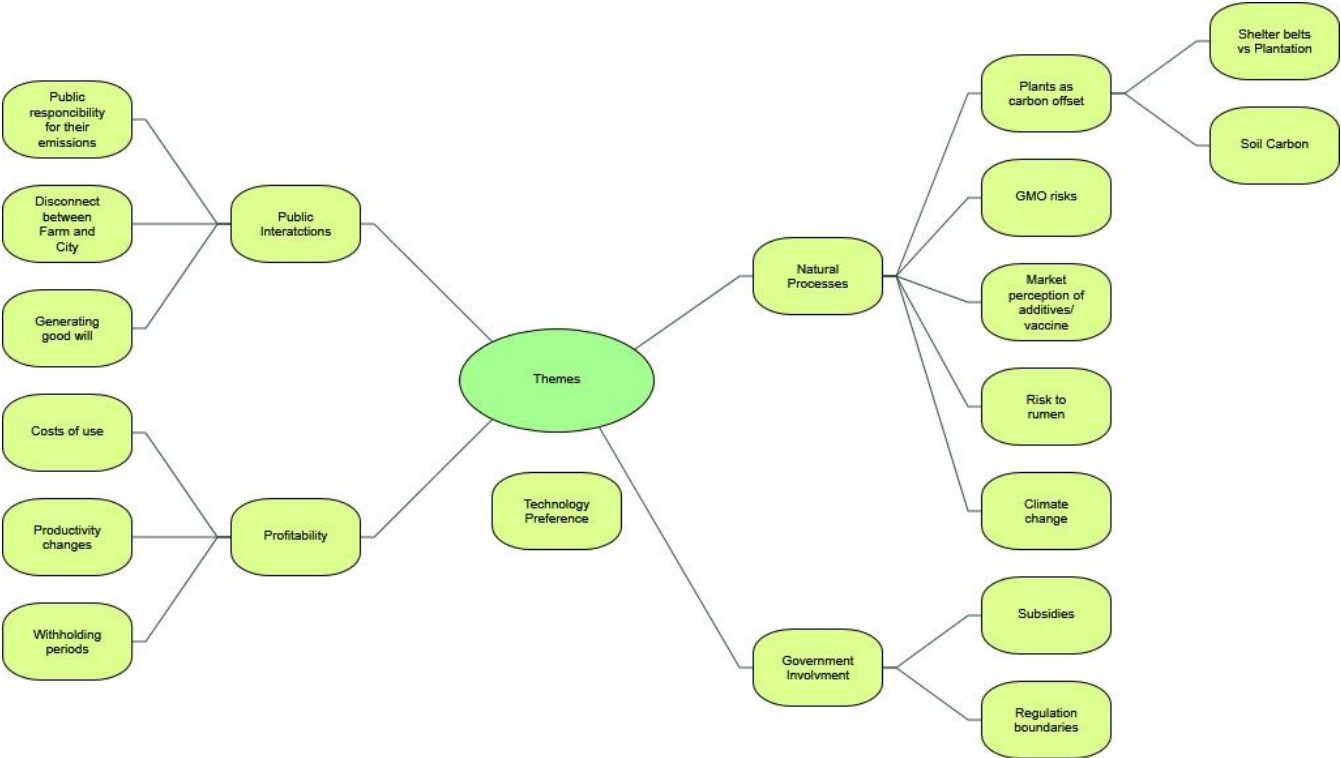 Public
responcibility
for their
emissions
Disconnect
between
Farm and
City
Generating
good will
Public
Interatctions
Costs of use
Productivity
changes
Withholding
periods
Profitability
Themes
Technology
Preference
Natural
Processes
Plants as
carbon offset
Shelter belts
vs Plantation
Soil Carbon
GMO risks
Market
perception of
additives/
vaccine
Risk to
rumen
Climate
change
Government
Involvment
Subsidies
Regulation
boundaries